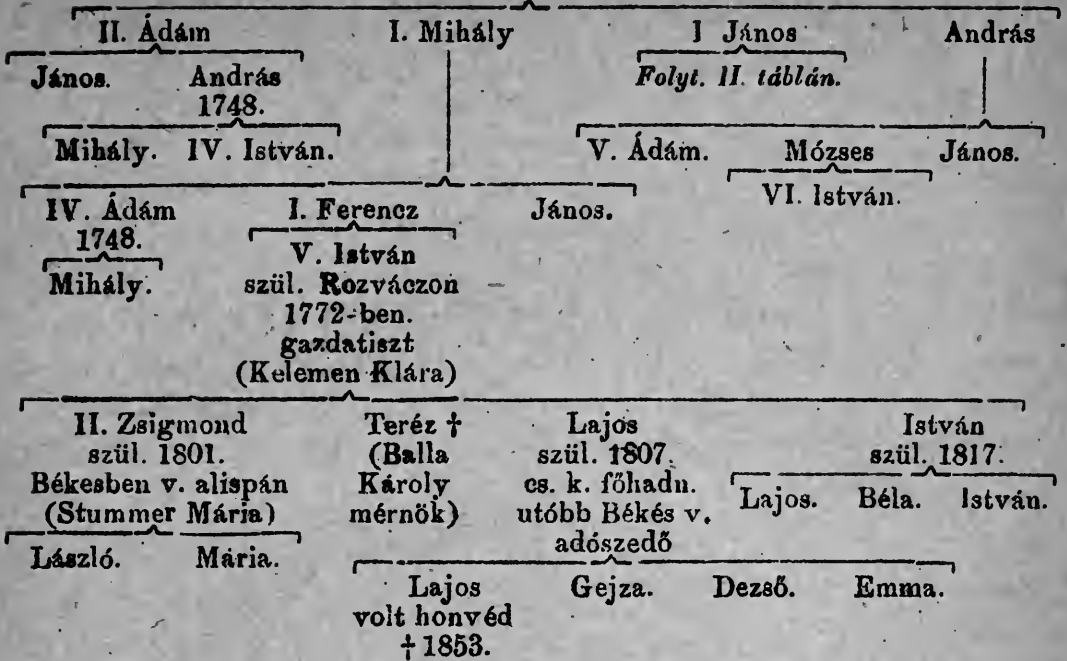 II. Ádám I. Mihály I János András
János. András Folyt. II. táblán.
1748.
Mihály. IV. István. V. Ádám. Mózses János.
VI. István.
IV. Ádám I. Ferencz János.
1748. V. István
Mihály. szül. Rozváczon
1772-ben.
gazdatiszt
(Kelemen Klára)
II. Zsigmond Teréz † Lajos István
szül. 1801. (Balla szül. 1807. szül. 1817.
Békesben v. alispán Károly cs. k. főhadn. Lajos. Béla. István.
(Stummer Mária) mérnök) utóbb Békés v.
László. Mária. adószedő
Lajos Gejza. Dezső. Emma.
volt honvéd
† 1853.